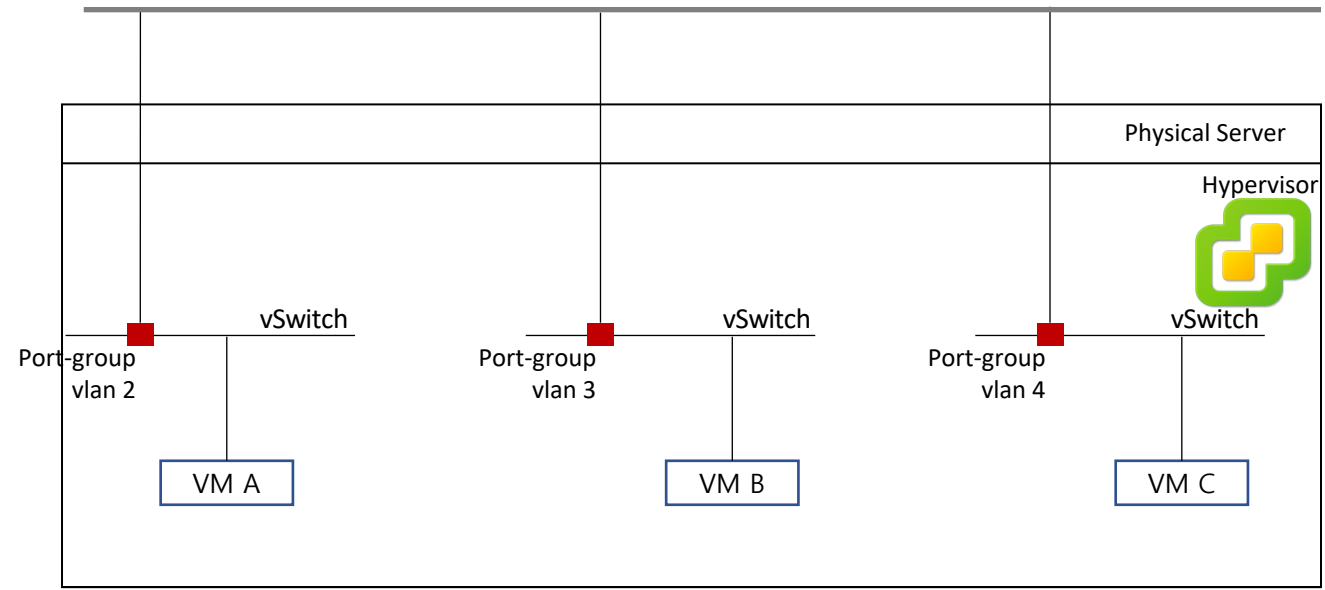 Physical Server
Hypervisor
vSwitch
vSwitch
vSwitch
Port-group
vlan 2
Port-group
vlan 3
Port-group
vlan 4
VM A
VM B
VM C